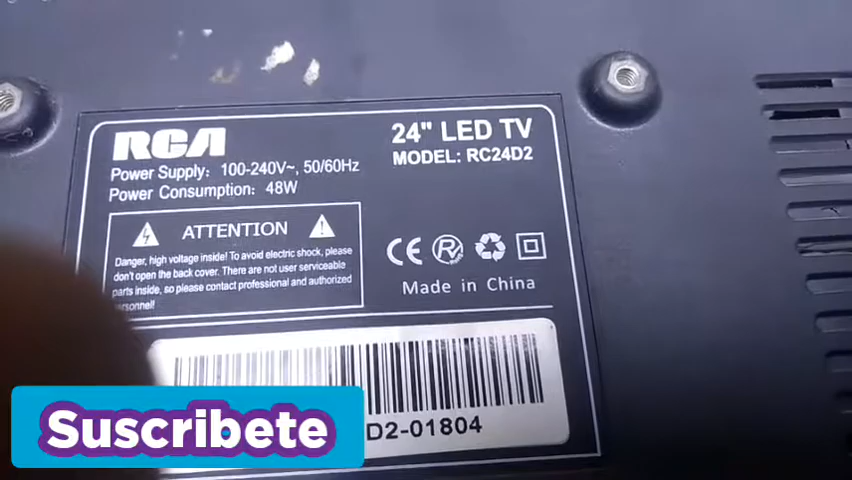 RCA
24" LED TV
MODEL: RC24D2
Power Supply: 100-240V~, 50/60Hz
Power Consumption: 48W
ATTENTION
Danger, high voltage inside! To avoid electric shock, please
don't open the back cover. There are not user serviceable
parts inside, so please contact professional and authorized
personnel!
CE
Made in China
D2-01804
Suscribete